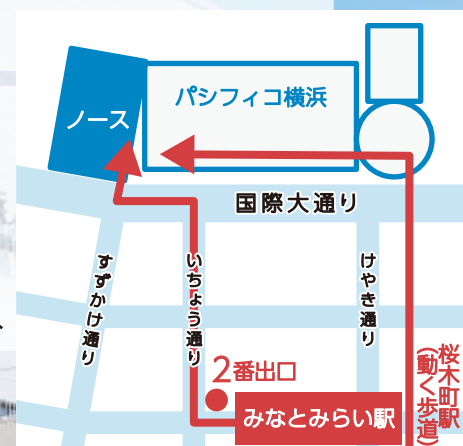 ノース
パシフィコ横浜
国際大通り
すずかけ通り
いちょう通り
けやき通り
2番出口
みなとみらい駅
桜木町駅
(動く歩道)